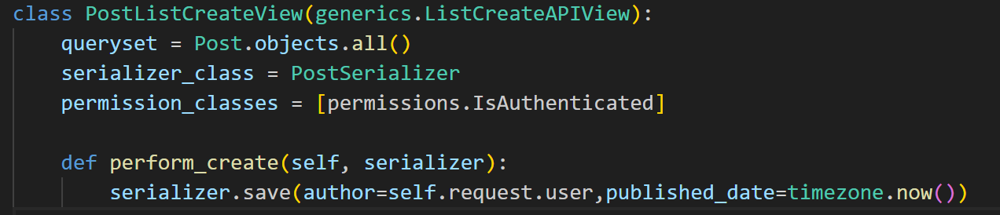 class PostListCreateView(generics.ListCreateAPIView):
    queryset = Post.objects.all()
    serializer_class = PostSerializer
    permission_classes = [permissions.IsAuthenticated]
    def perform_create(self, serializer):
        serializer.save(author=self.request.user,published_date=timezone.now())